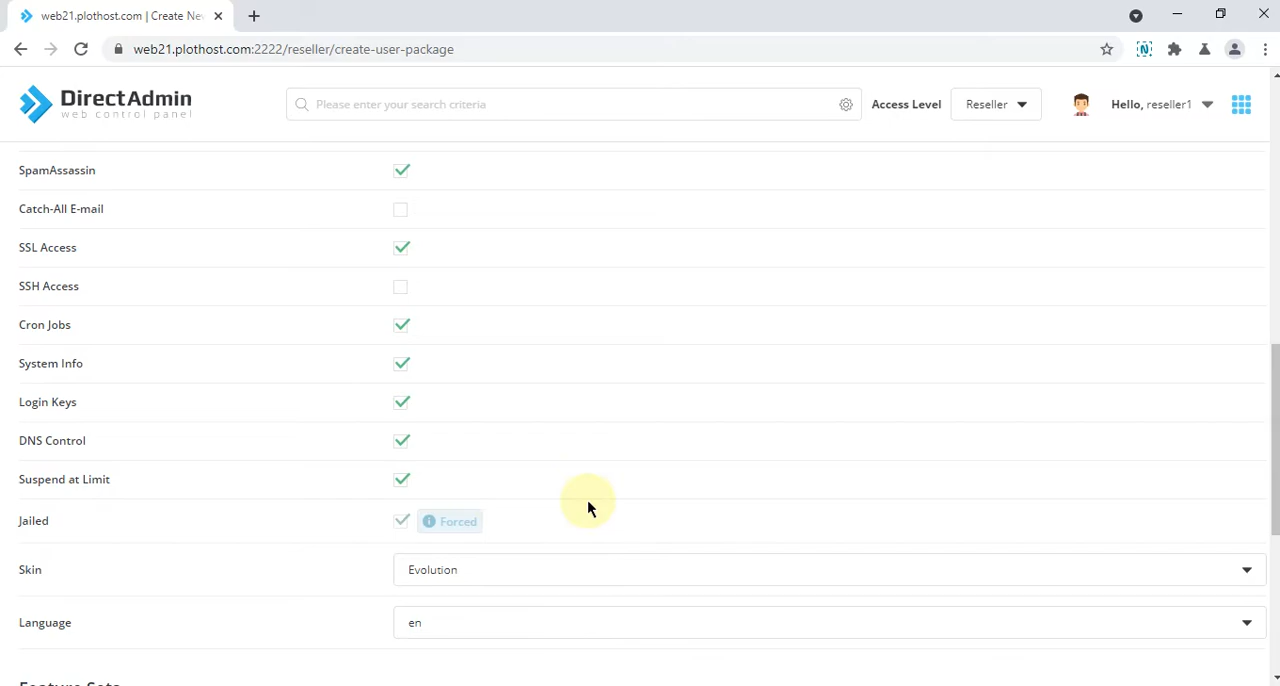 web21.plothost.com | Create Ne
web21.plothost.com:2222/reseller/create-user-package
DirectAdmin
web control panel
Please enter your search criteria
Access Level
Reseller
Hello, reseller1
SpamAssassin
Catch-All E-mail
SSL Access
SSH Access
Cron Jobs
System Info
Login Keys
DNS Control
Suspend at Limit
Jailed
Forced
Skin
Evolution
Language
en
Feature Sets